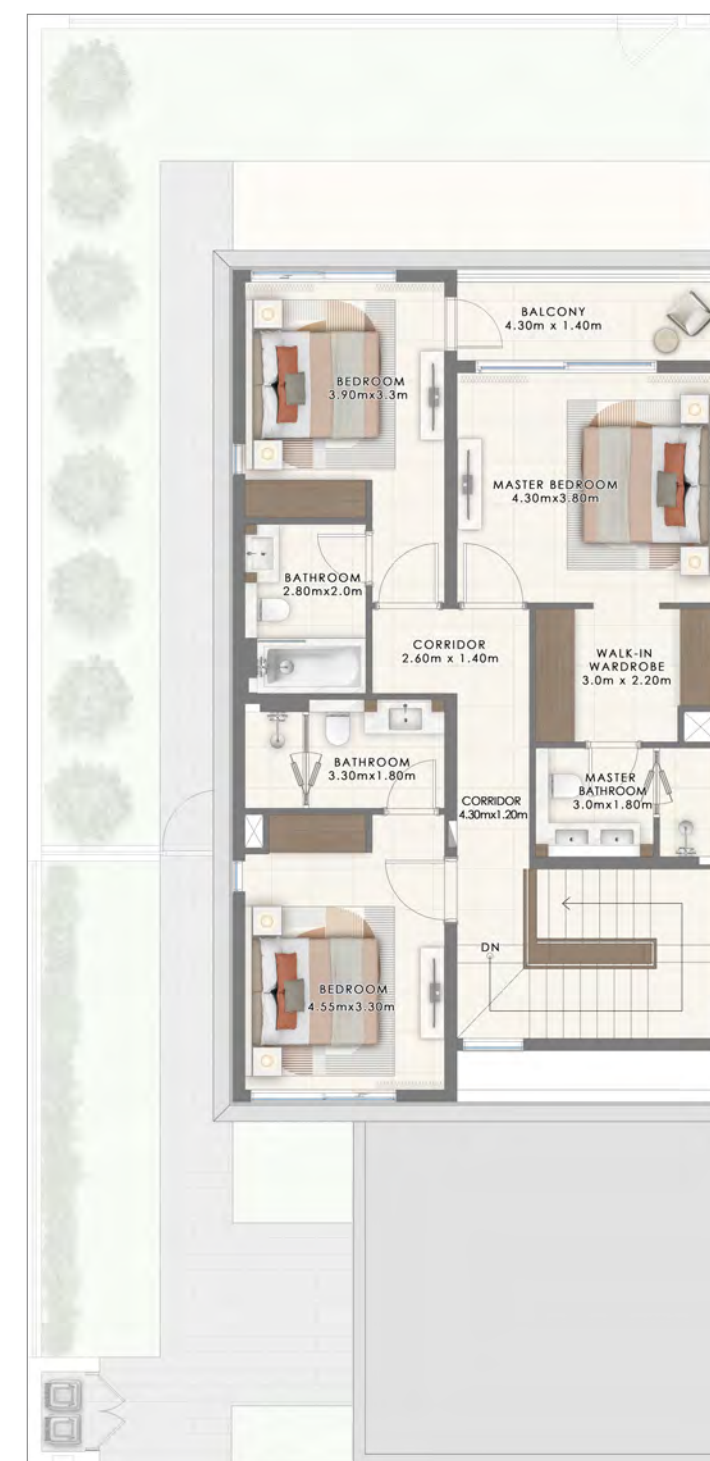 BALCONY
4.30m x 1.40m
BEDROOM
3.90mx3.3m
MASTER BEDROOM
4.30mx3.80m
BATHROOM
2.80mx2.0m
CORRIDOR
2.60m x 1.40m
WALK-IN
WARDROBE
3.0m x 2.20m
BATHROOM
3.30mx1.80m
MASTER
BATHROOM
3.0mx1.80m
CORRIDOR
4.30mx1.20m
DN
BEDROOM
4.55mx3.30m